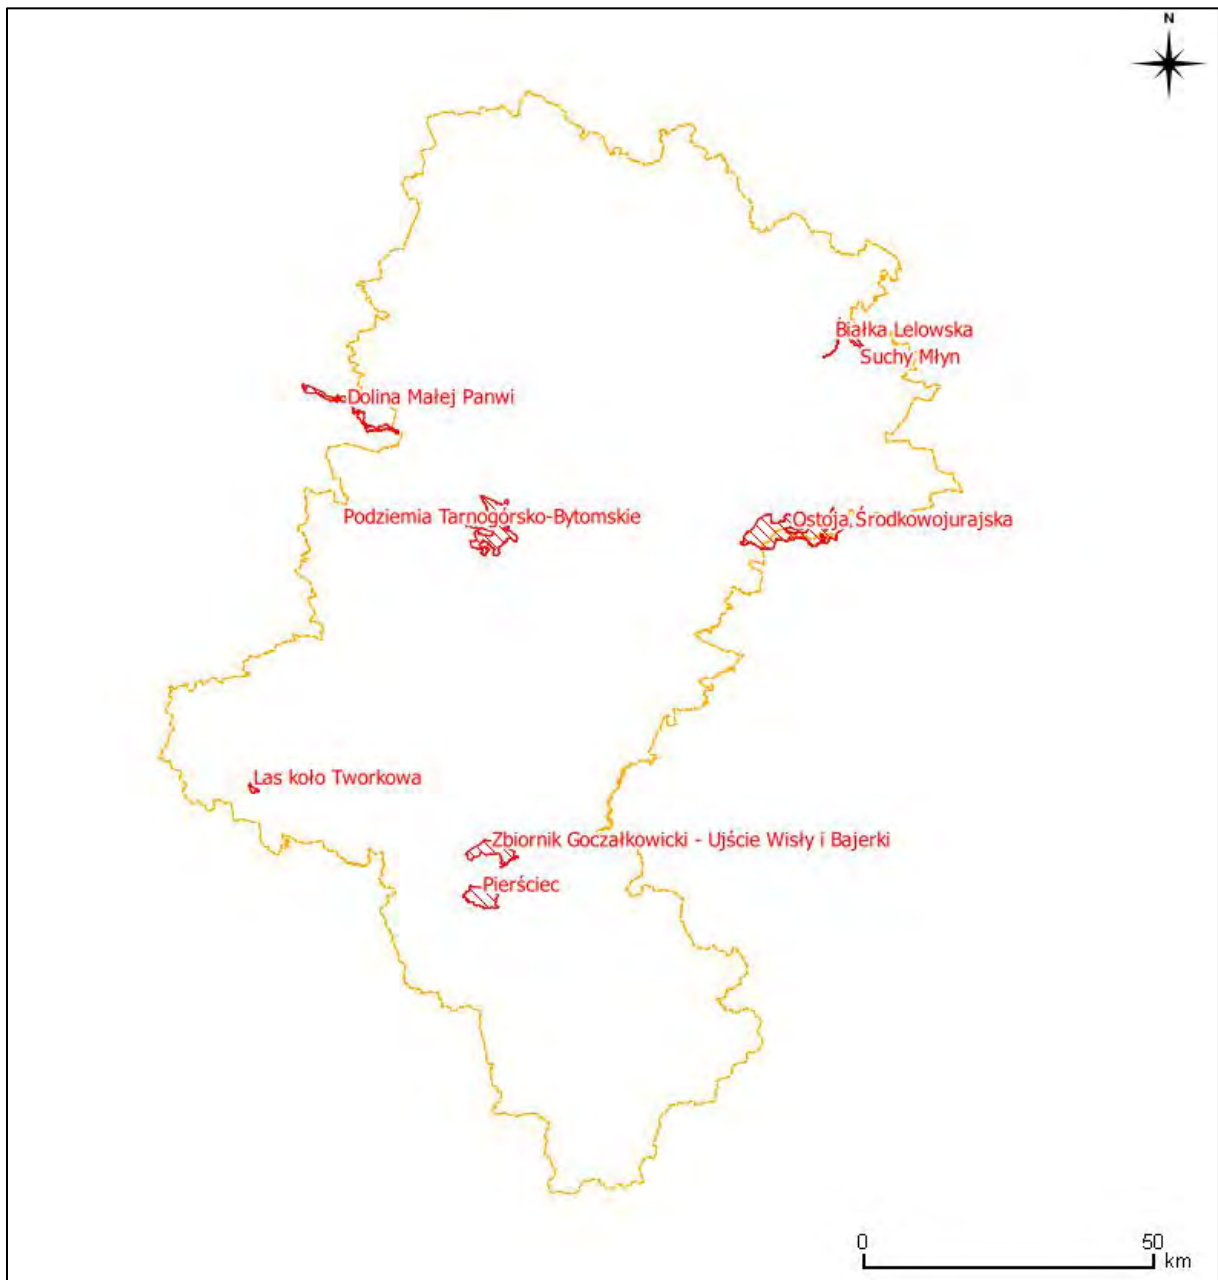 N
Białka Lelowska
Suchy Młyn
Dolina Małej Panwi
Podziemia Tarnogórsko-Bytomskie
Ostoja Środkowojurajska
Las koło Tworkowa
Zbiornik Goczałkowicki - Ujście Wisły i Bajerki
Pierściec
0 50
km